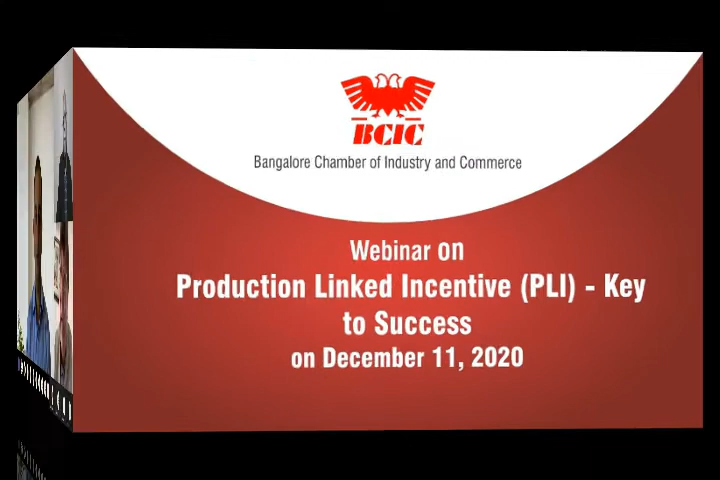 BCIC
Bangalore Chamber of Industry and Commerce
Webinar on
Production Linked Incentive (PLI) - Key
to Success
on December 11, 2020